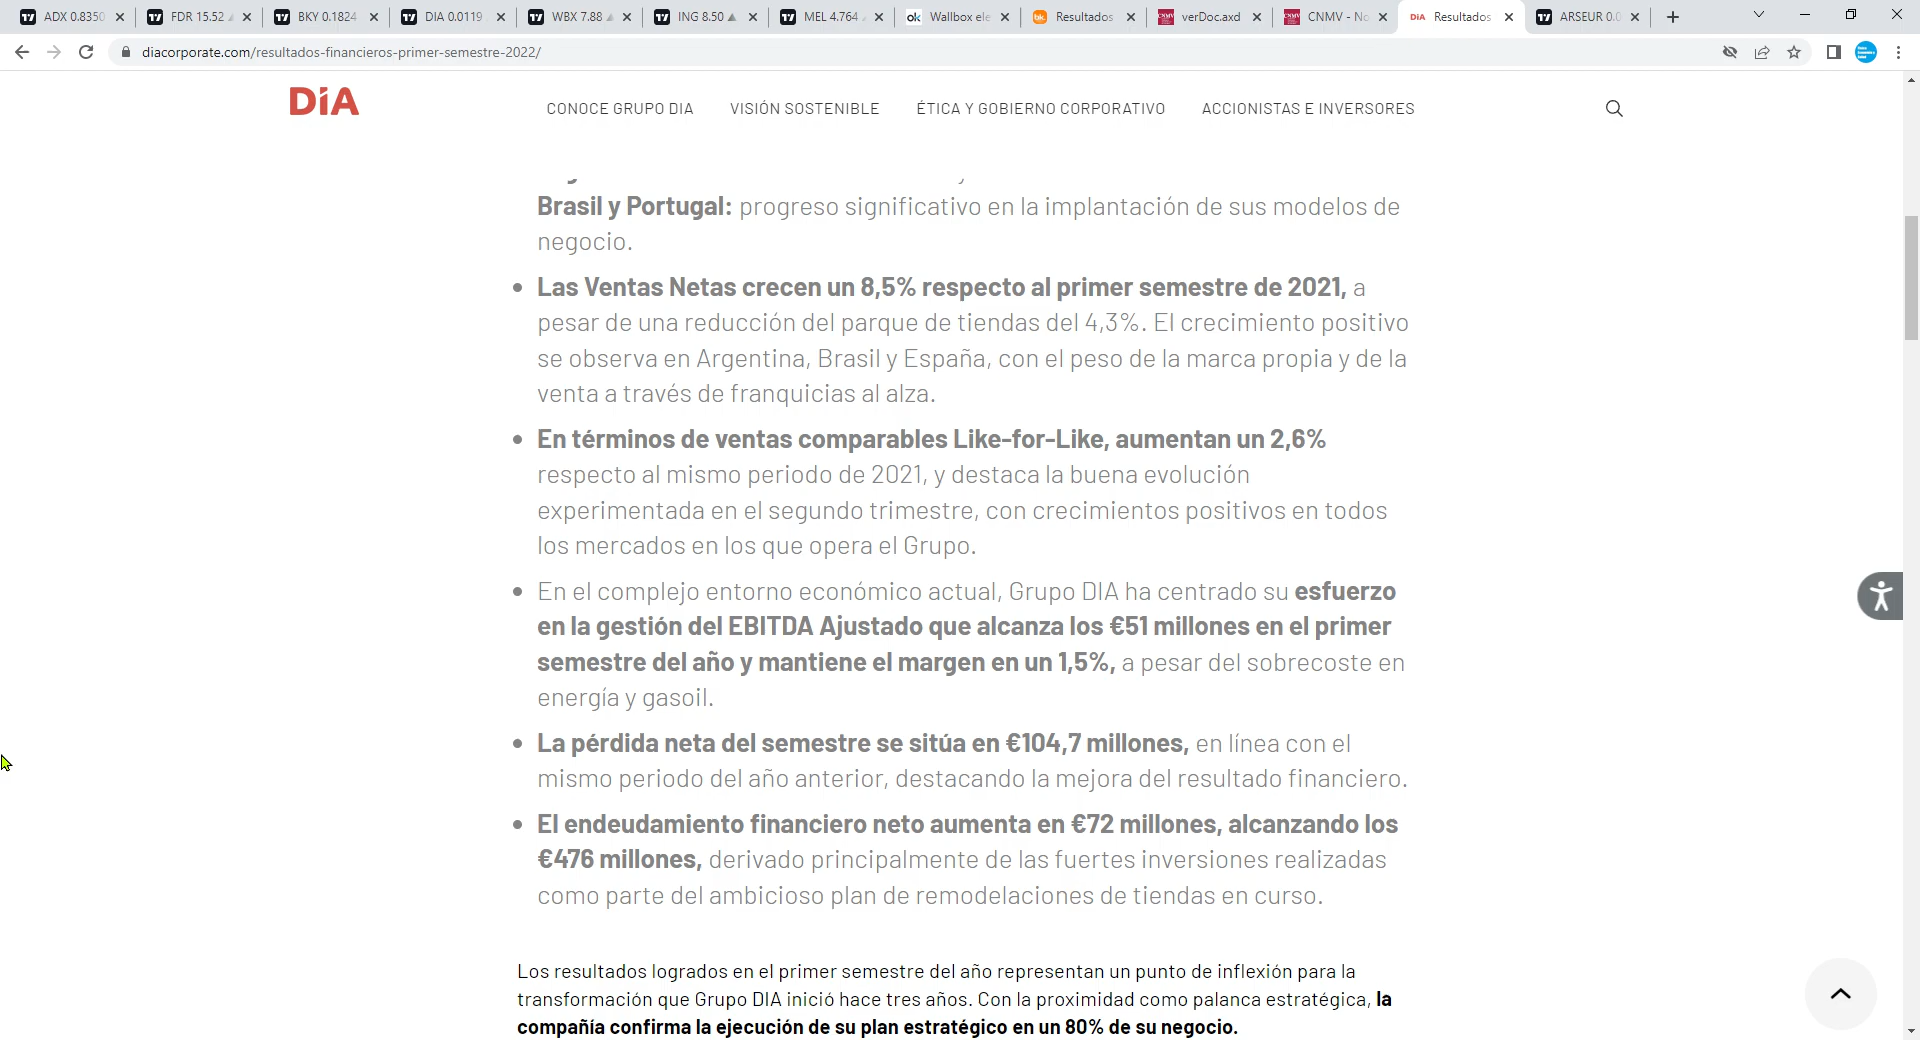 ADX 0.8350
FDR 15.52
BKY 0.1824
DIA 0.0119
WBX 7.88
ING 8.50
MEL 4.764
ok Wallbox ele
bk Resultados
CNMV verDoc.axd
CNMV CNMV - No
DiA Resultados
ARSEUR 0.0
diacorporate.com/resultados-financieros-primer-semestre-2022/
DiA
CONOCE GRUPO DIA
VISIÓN SOSTENIBLE
ÉTICA Y GOBIERNO CORPORATIVO
ACCIONISTAS E INVERSORES
Brasil y Portugal: progreso significativo en la implantación de sus modelos de
negocio.
• Las Ventas Netas crecen un 8,5% respecto al primer semestre de 2021, a
pesar de una reducción del parque de tiendas del 4,3%. El crecimiento positivo
se observa en Argentina, Brasil y España, con el peso de la marca propia y de la
venta a través de franquicias al alza.
• En términos de ventas comparables Like-for-Like, aumentan un 2,6%
respecto al mismo periodo de 2021, y destaca la buena evolución
experimentada en el segundo trimestre, con crecimientos positivos en todos
los mercados en los que opera el Grupo.
• En el complejo entorno económico actual, Grupo DIA ha centrado su esfuerzo
en la gestión del EBITDA Ajustado que alcanza los €51 millones en el primer
semestre del año y mantiene el margen en un 1,5%, a pesar del sobrecoste en
energía y gasoil.
• La pérdida neta del semestre se sitúa en €104,7 millones, en línea con el
mismo periodo del año anterior, destacando la mejora del resultado financiero.
• El endeudamiento financiero neto aumenta en €72 millones, alcanzando los
€476 millones, derivado principalmente de las fuertes inversiones realizadas
como parte del ambicioso plan de remodelaciones de tiendas en curso.
Los resultados logrados en el primer semestre del año representan un punto de inflexión para la
transformación que Grupo DIA inició hace tres años. Con la proximidad como palanca estratégica, la
compañía confirma la ejecución de su plan estratégico en un 80% de su negocio.